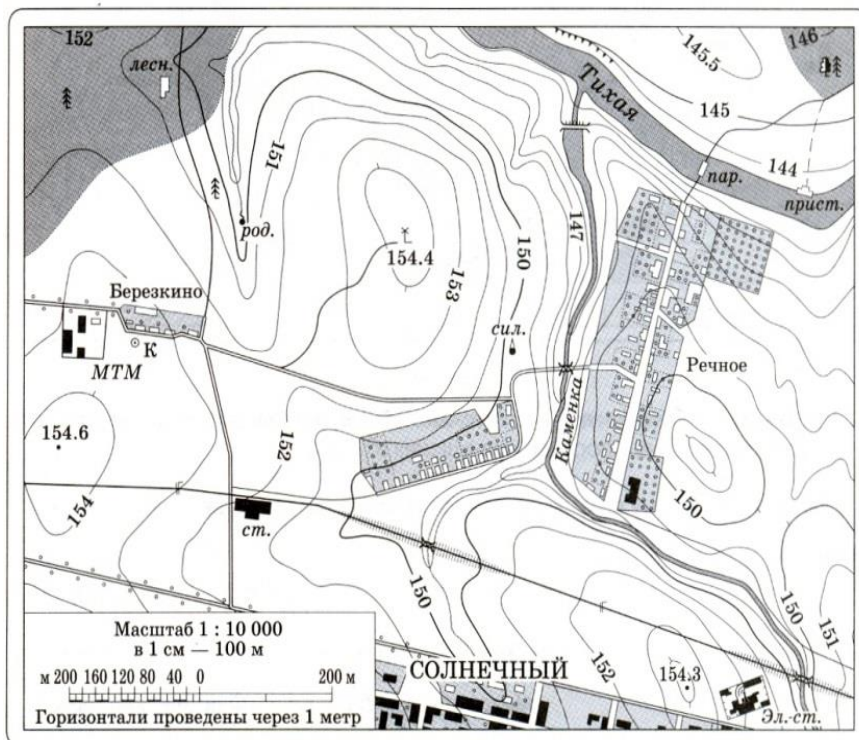 152
лесн.
145.5
146
Тихая
145
151
144
пар.
прист.
род.
154.4
147
150
153
Березкино
К
МТМ
сил.
Речное
Каменка
154.6
152
154
150
ст.
150
150
151
Масштаб 1 : 10 000
в 1 см — 100 м
м 200 160 120 80 40 0 200 м
Горизонтали проведены через 1 метр
СОЛНЕЧНЫЙ
152
154.3
Эл.-ст.